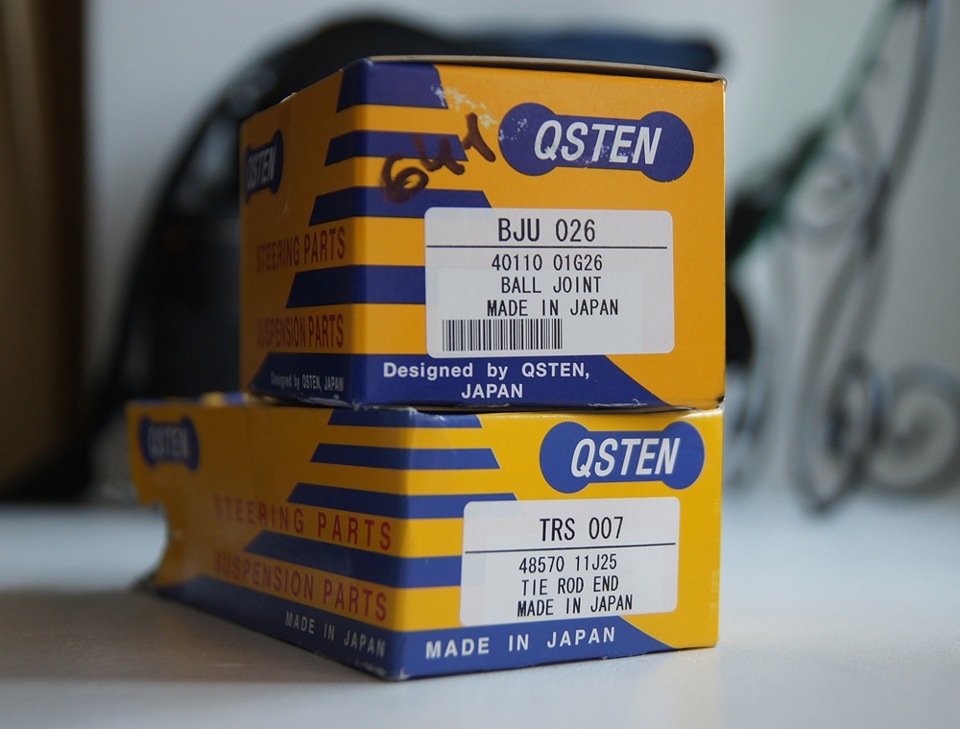 QSTEN
STEERING PARTS
SUSPENSION PARTS
Designed by QSTEN, JAPAN
641
QSTEN
BJU 026
40110 01G26
BALL JOINT
MADE IN JAPAN
Designed by QSTEN,
JAPAN
QSTEN
STEERING PARTS
SUSPENSION PARTS
MADE IN JAPAN
QSTEN
TRS 007
48570 11J25
TIE ROD END
MADE IN JAPAN
MADE IN JAPAN